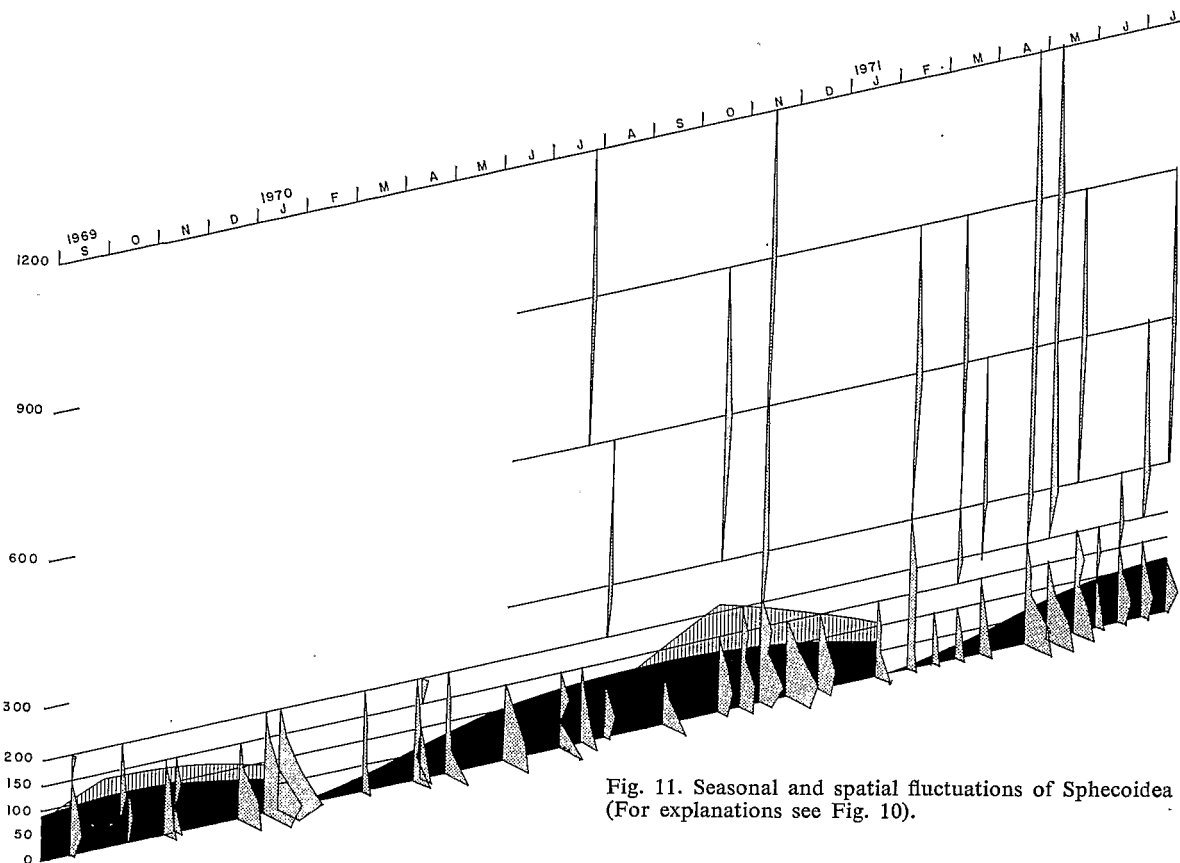 1969
S O N D
1970
J F M A M J J A S O N D
1971
J F M A M J J
1200
900
600
300
200
150
100
50
0
Fig. 11. Seasonal and spatial fluctuations of Sphecoidea
(For explanations see Fig. 10).